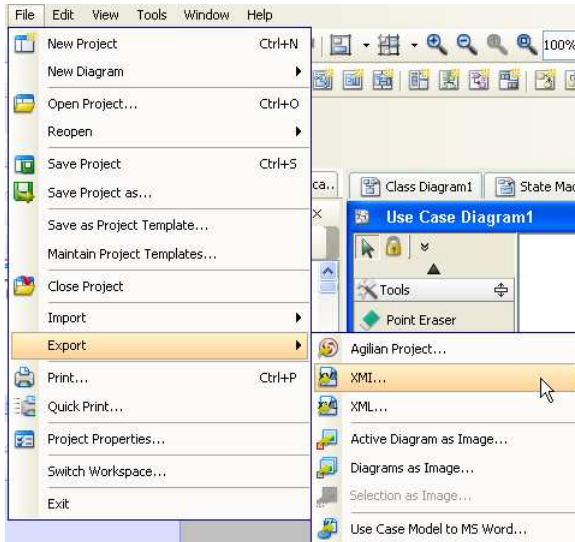 File Edit View Tools Window Help
New Project Ctrl+N
100%
New Diagram
Open Project... Ctrl+O
Reopen
Save Project Ctrl+S
Save Project as...
ca..
Class Diagram1
State Mac
Save as Project Template...
Use Case Diagram1
Maintain Project Templates...
Close Project
Tools
Import
Point Eraser
Export
Agilian Project...
Print... Ctrl+P
XMI...
Quick Print...
XML...
Project Properties...
Active Diagram as Image...
Switch Workspace...
Diagrams as Image...
Exit
Selection as Image...
Use Case Model to MS Word...